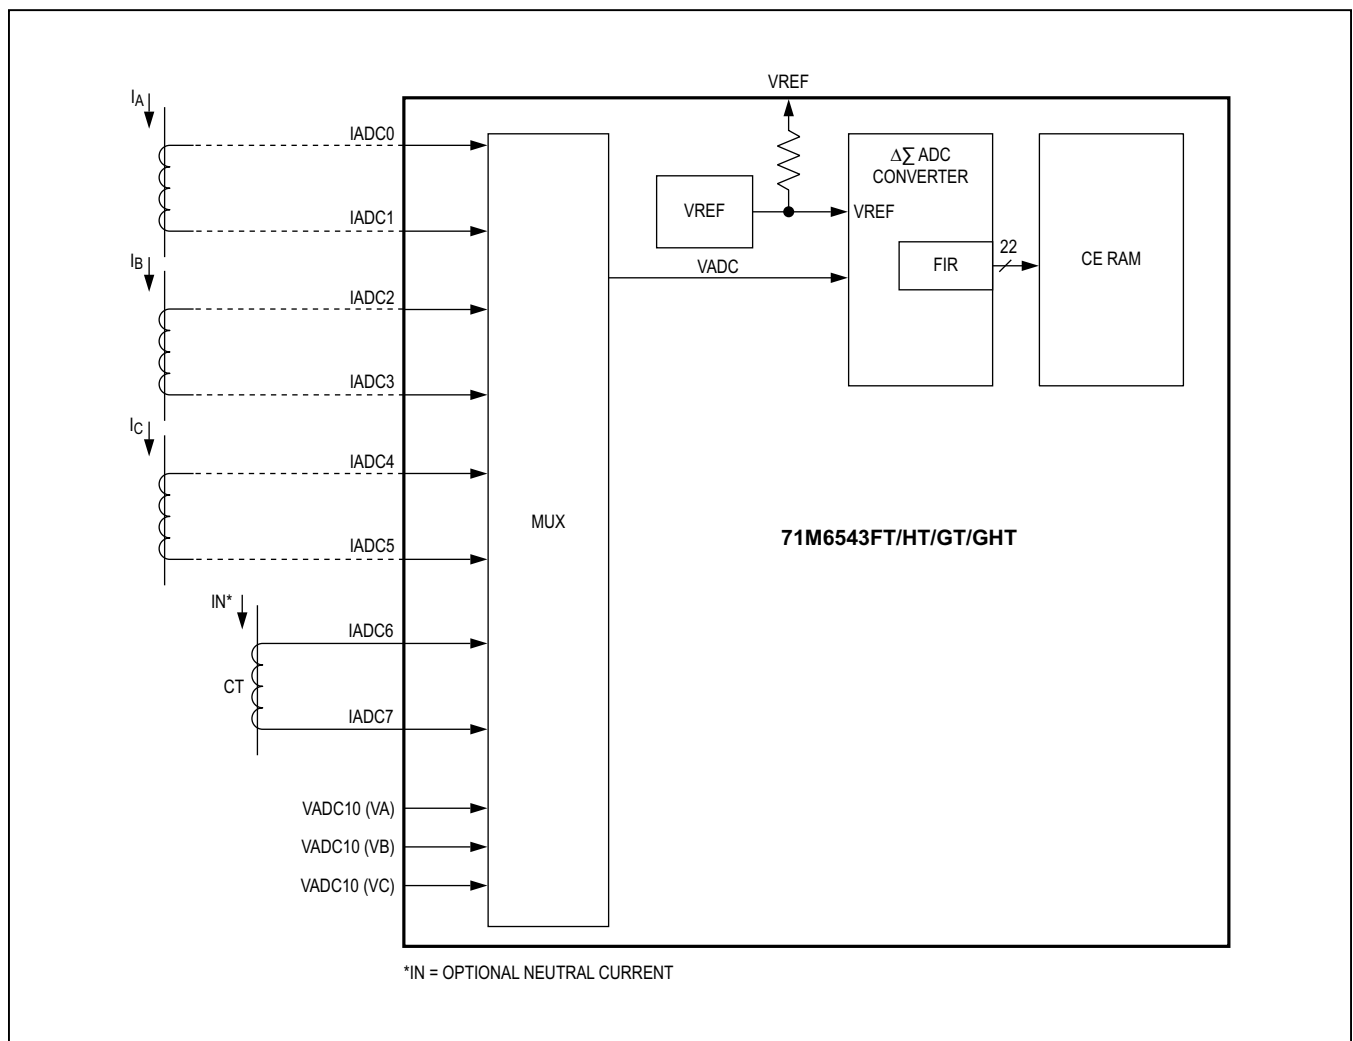 VREF
IA
IADC0
IADC1
IB
IADC2
IADC3
IC
IADC4
IADC5
IN*
IADC6
CT
IADC7
VADC10 (VA)
VADC10 (VB)
VADC10 (VC)
MUX
VREF
VADC
ΔΣ ADC
CONVERTER
VREF
FIR
22
CE RAM
71M6543FT/HT/GT/GHT
*IN = OPTIONAL NEUTRAL CURRENT